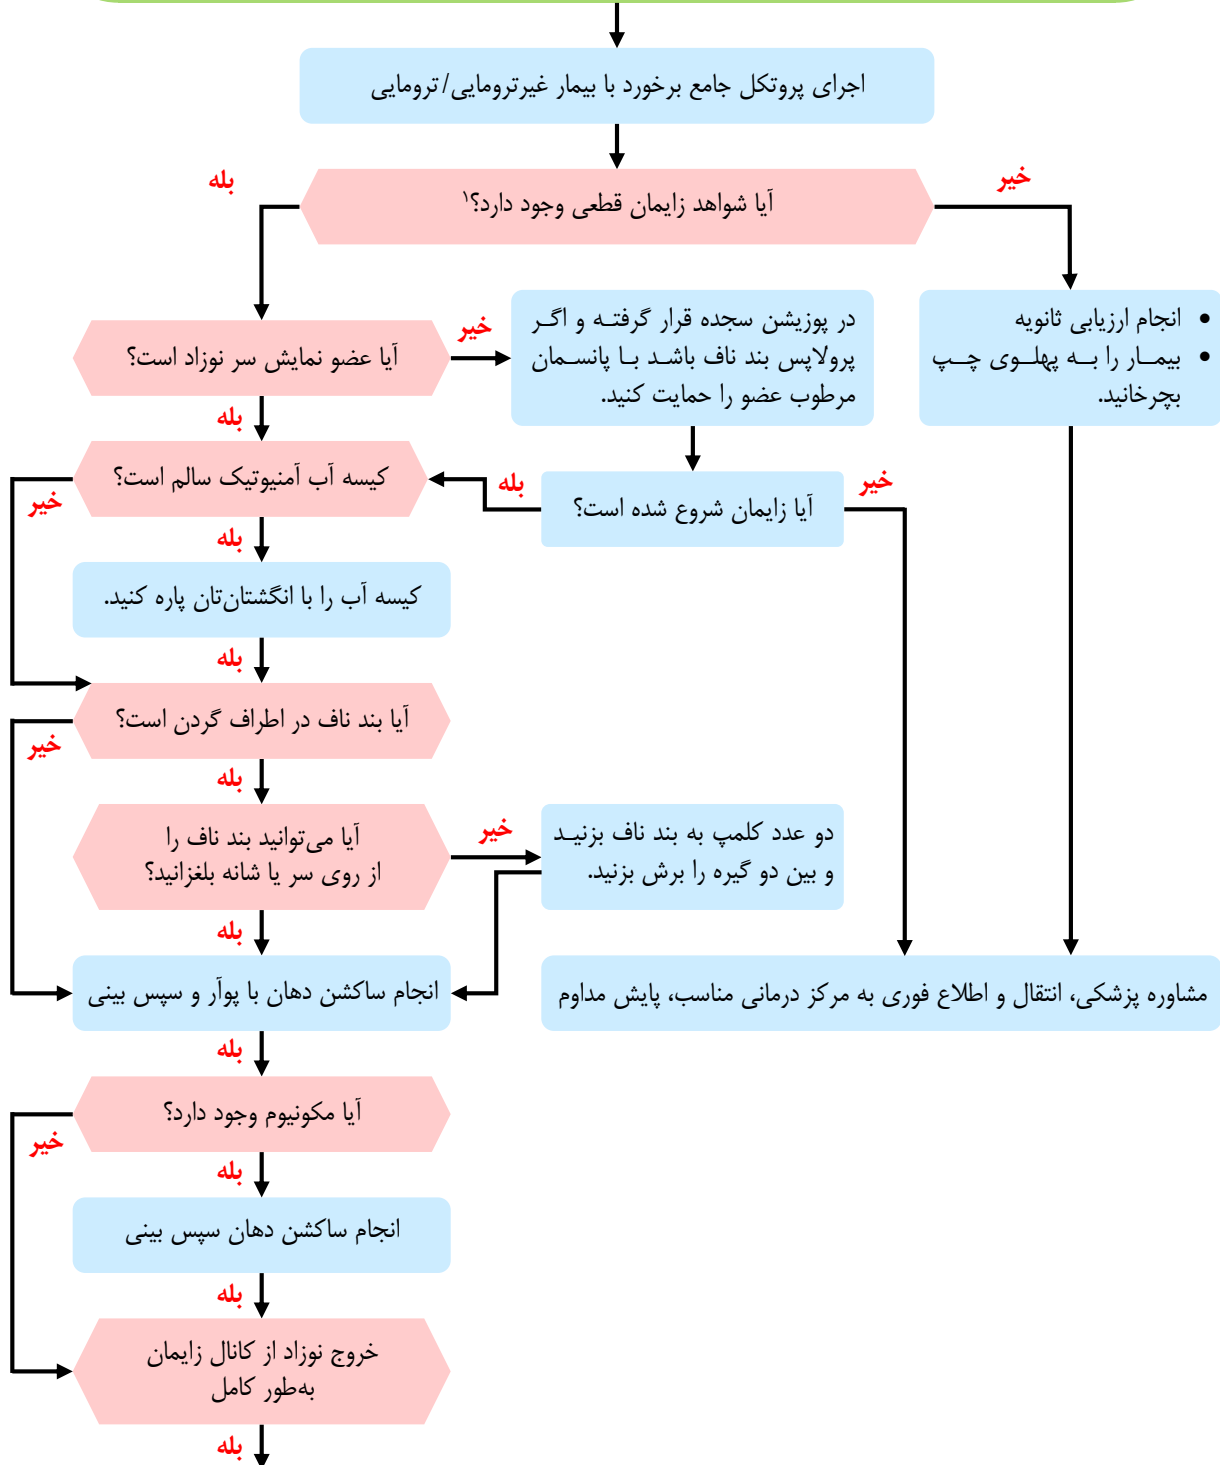 اجرای پروتکل جامع برخورد با بیمار غیرترومایی/ترومایی
خیر
بله
آیا شواهد زایمان قطعی وجود دارد؟۱
• انجام ارزیابی ثانویه
• بیمار را به پهلوی چپ
بچرخانید.
در پوزیشن سجده قرار گرفته و اگر
پرولاپس بند ناف باشد با پانسمان
مرطوب عضو را حمایت کنید.
خیر
آیا عضو نمایش سر نوزاد است؟
بله
خیر
آیا زایمان شروع شده است؟
بله
کیسه آب آمنیوتیک سالم است؟
خیر
بله
کیسه آب را با انگشتان‌تان پاره کنید.
بله
آیا بند ناف در اطراف گردن است؟
خیر
بله
آیا می‌توانید بند ناف را
از روی سر یا شانه بلغزانید؟
خیر
دو عدد کلمپ به بند ناف بزنید
و بین دو گیره را برش بزنید.
بله
انجام ساکشن دهان با پوآر و سپس بینی
مشاوره پزشکی، انتقال و اطلاع فوری به مرکز درمانی مناسب، پایش مداوم
بله
آیا مکونیوم وجود دارد؟
خیر
بله
انجام ساکشن دهان سپس بینی
بله
خروج نوزاد از کانال زایمان
به‌طور کامل
بله